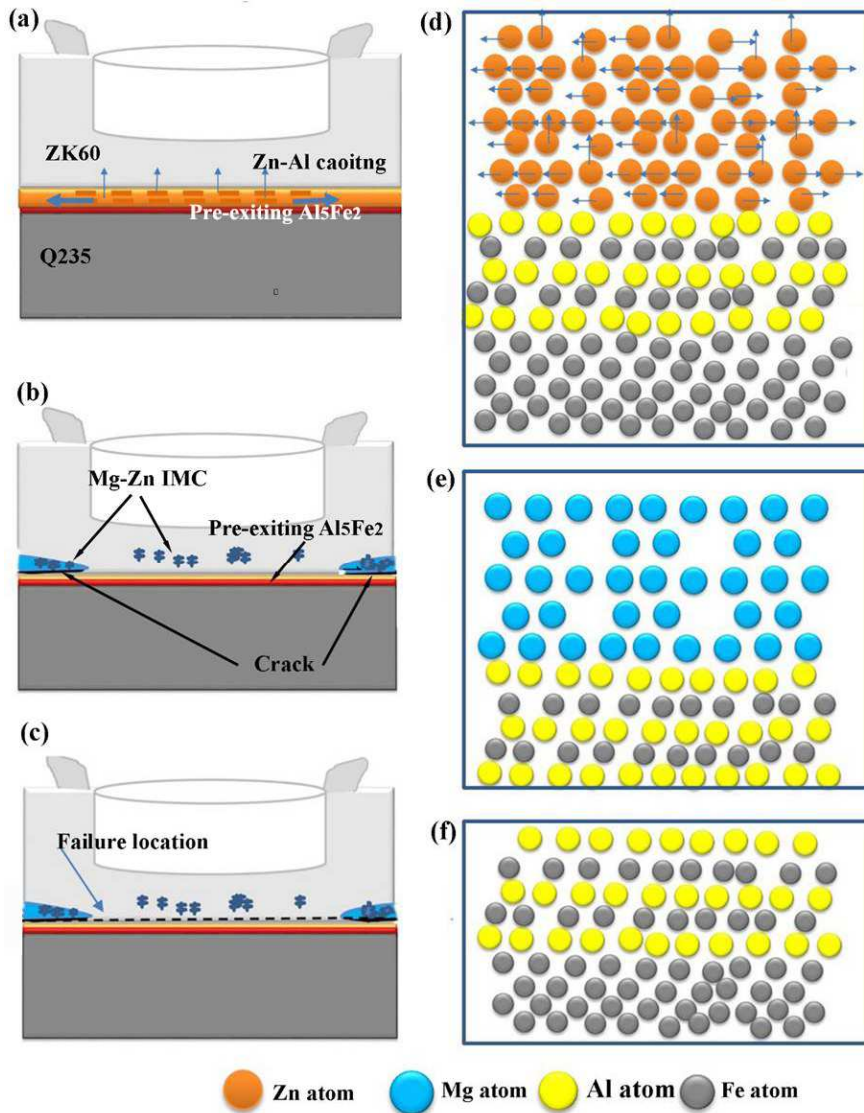 (a)
ZK60
Zn-Al caoitng
Pre-exiting Al5Fe2
Q235
(b)
Mg-Zn IMC
Pre-exiting Al5Fe2
Crack
(c)
Failure location
(d)
(e)
(f)
Zn atom Mg atom Al atom Fe atom